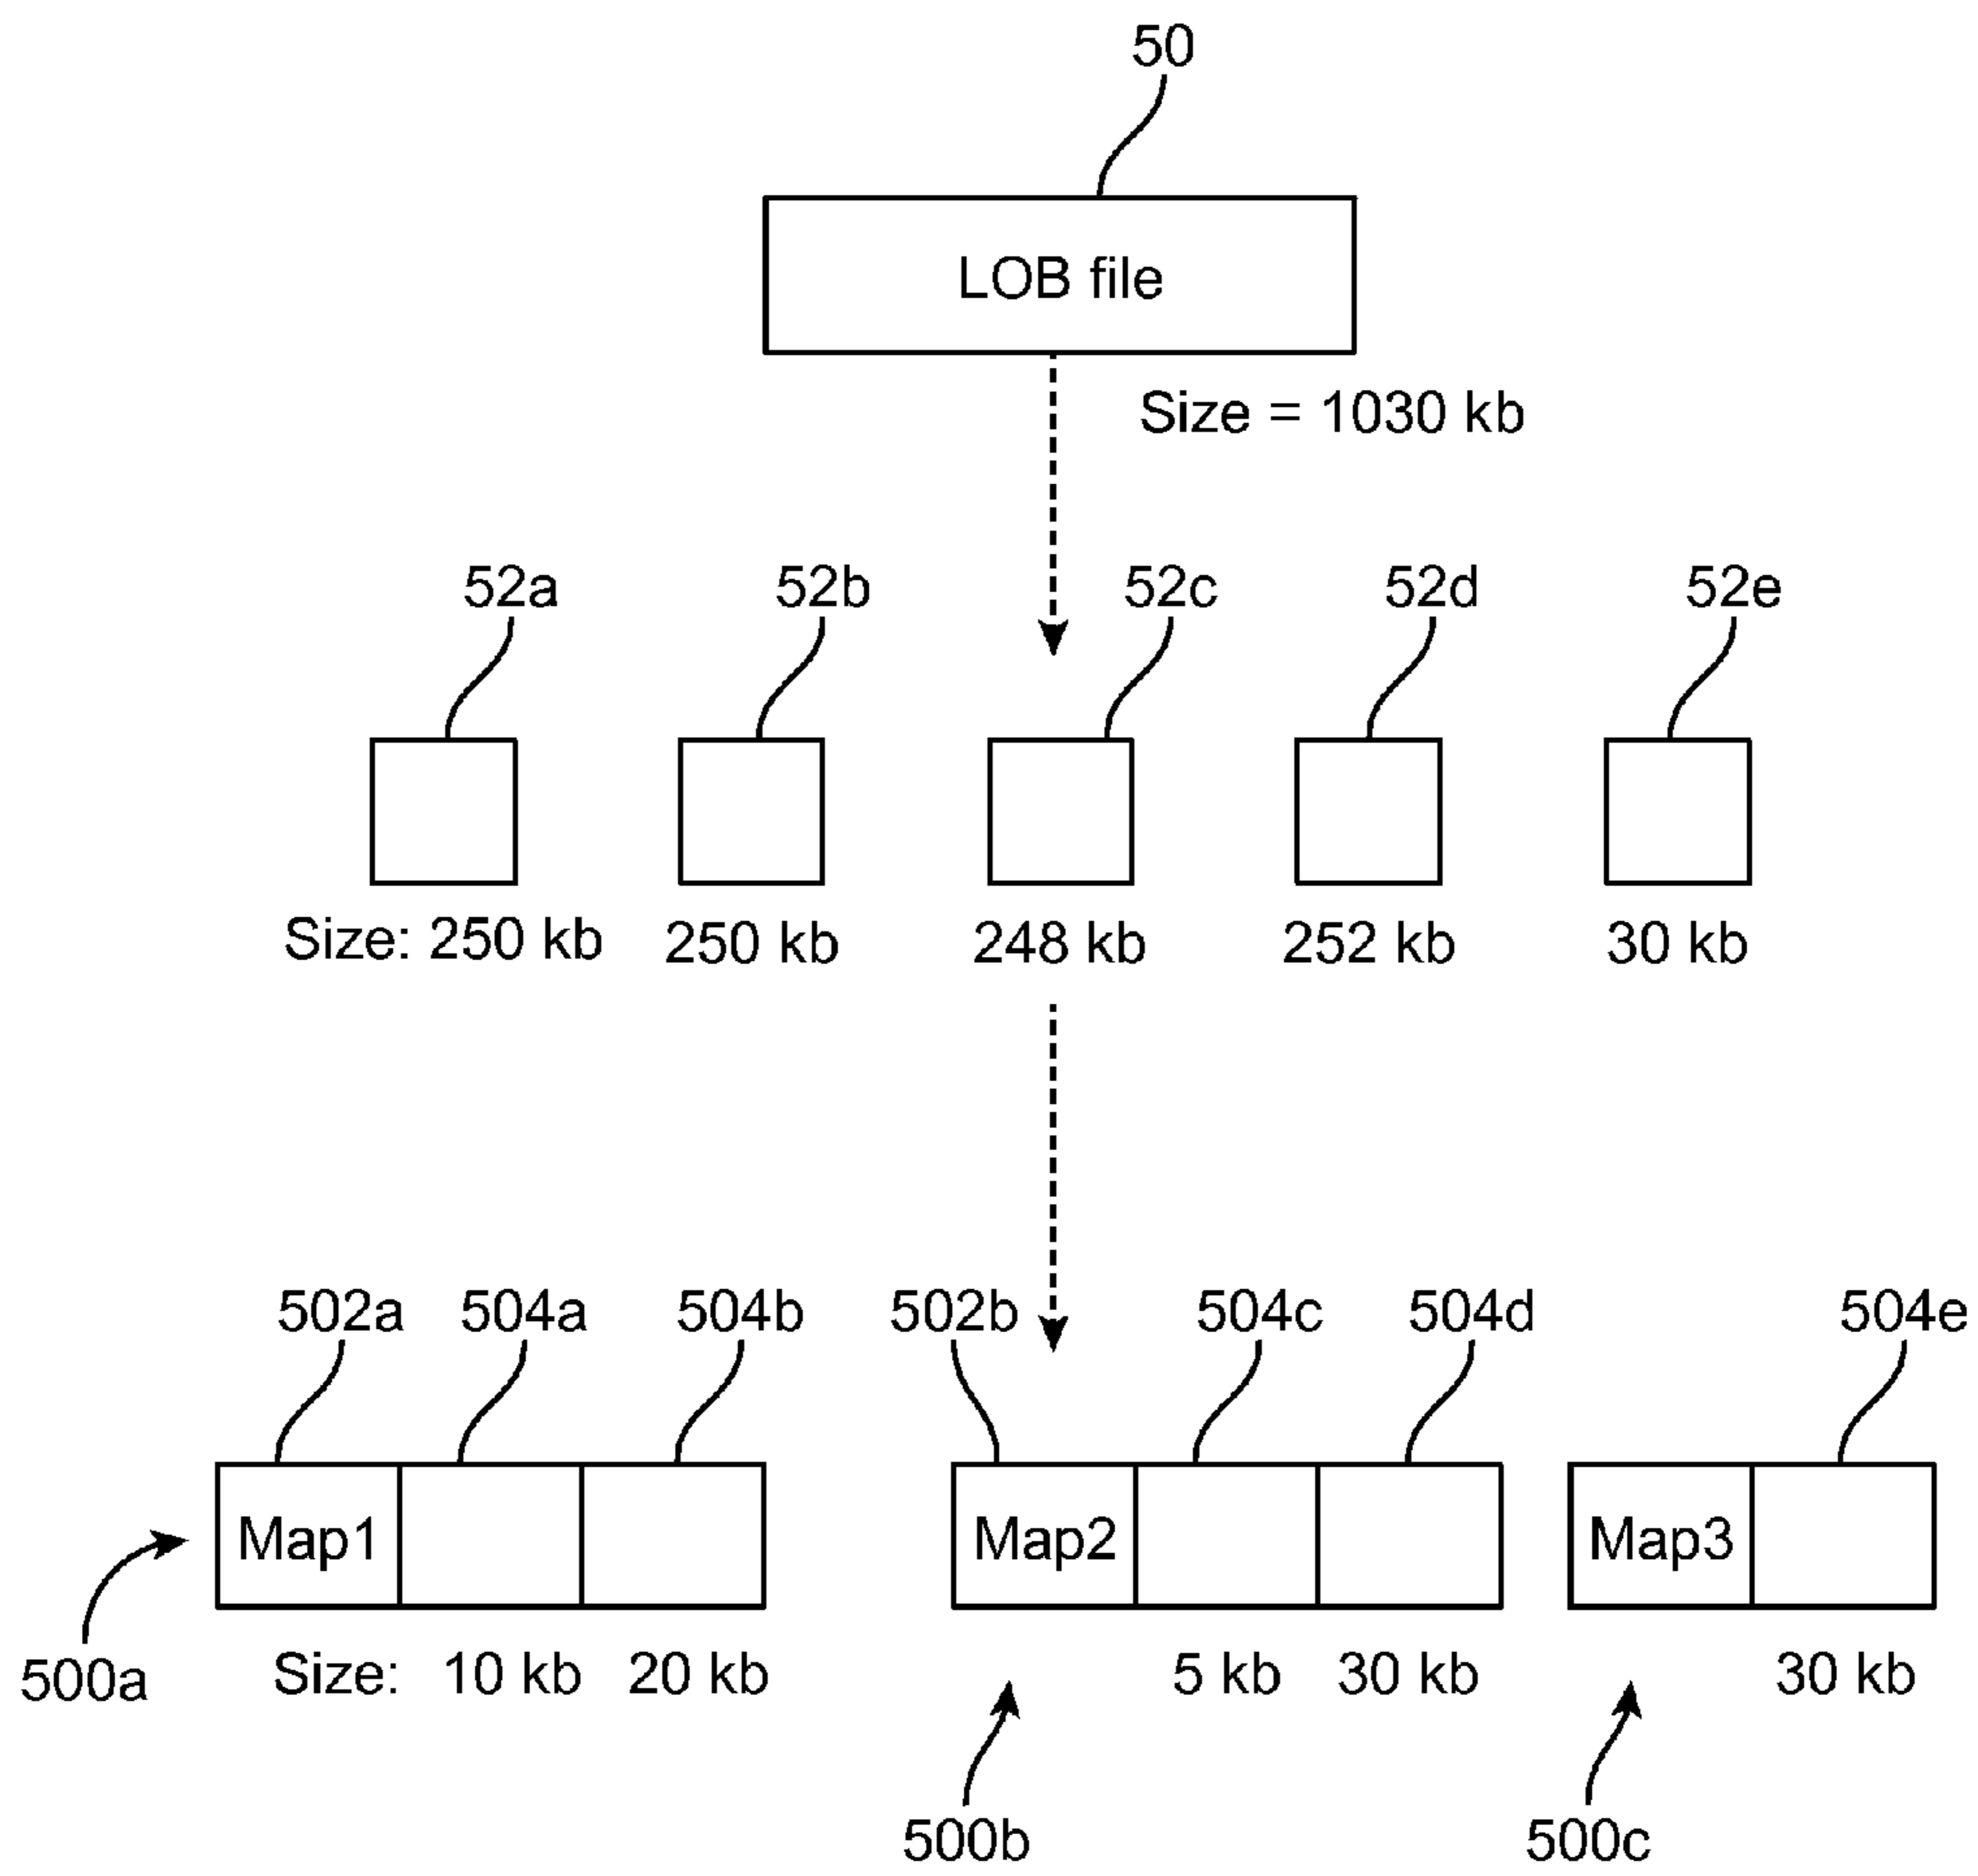 50
LOB file
Size = 1030 kb
52a 52b 52c 52d 52e
Size: 250 kb 250 kb 248 kb 252 kb 30 kb
502a 504a 504b 502b 504c 504d 504e
Map1 Map2 Map3
500a Size: 10 kb 20 kb 5 kb 30 kb 30 kb
500b 500c